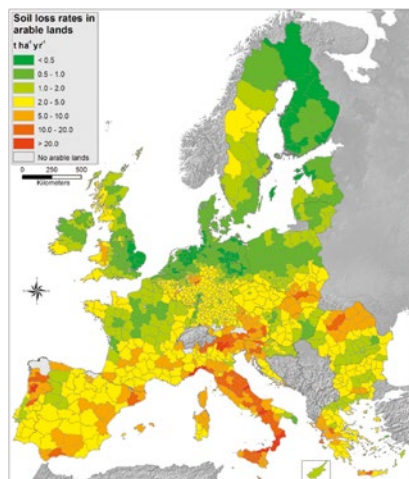 Soil loss rates in
arable lands
t ha⁻¹ yr⁻¹
< 0.5
0.5 - 1.0
1.0 - 2.0
2.0 - 5.0
5.0 - 10.0
10.0 - 20.0
> 20.0
No arable lands
0 250 500
Kilometers